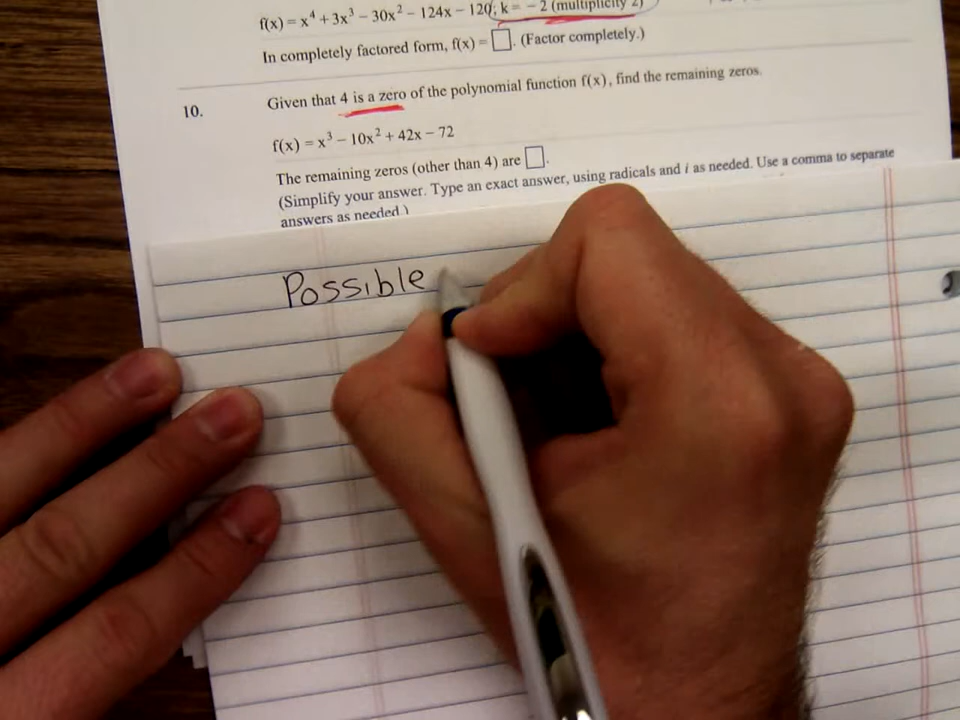 f(x) = x⁴ + 3x³ − 30x² − 124x − 120; k = − 2 (multiplicity 2)
In completely factored form, f(x) = □. (Factor completely.)
10. Given that 4 is a zero of the polynomial function f(x), find the remaining zeros.
f(x) = x³ − 10x² + 42x − 72
The remaining zeros (other than 4) are □.
(Simplify your answer. Type an exact answer, using radicals and i as needed. Use a comma to separate
answers as needed.)
Possible